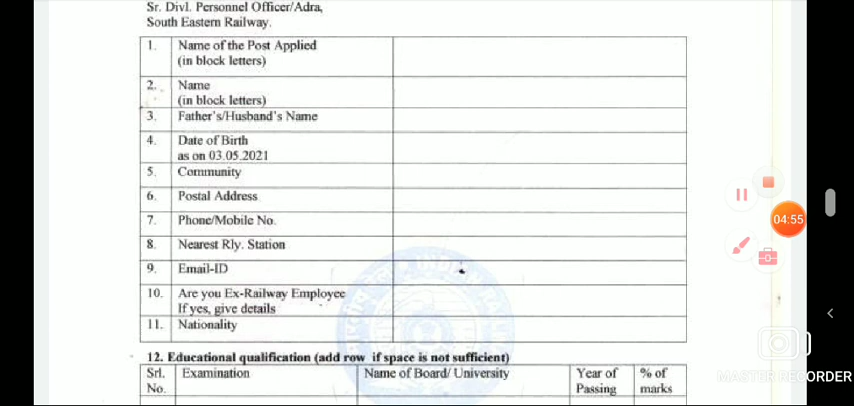 Sr. Divl. Personnel Officer/Adra,
South Eastern Railway.
1. Name of the Post Applied
(in block letters)
2. Name
(in block letters)
3. Father's/Husband's Name
4. Date of Birth
as on 03.05.2021
5. Community
6. Postal Address
7. Phone/Mobile No.
8. Nearest Rly. Station
9. Email-ID
10. Are you Ex-Railway Employee
If yes, give details
11. Nationality
12. Educational qualification (add row if space is not sufficient)
Srl. No. Examination Name of Board/ University Year of Passing % of marks
04:55
MASTER RECORDER